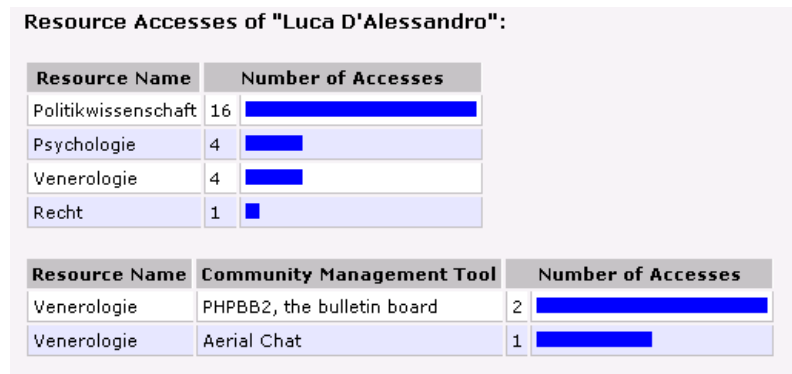 Resource Accesses of "Luca D'Alessandro":
Resource Name Number of Accesses
Politikwissenschaft 16
Psychologie 4
Venerologie 4
Recht 1
Resource Name Community Management Tool Number of Accesses
Venerologie PHPBB2, the bulletin board 2
Venerologie Aerial Chat 1